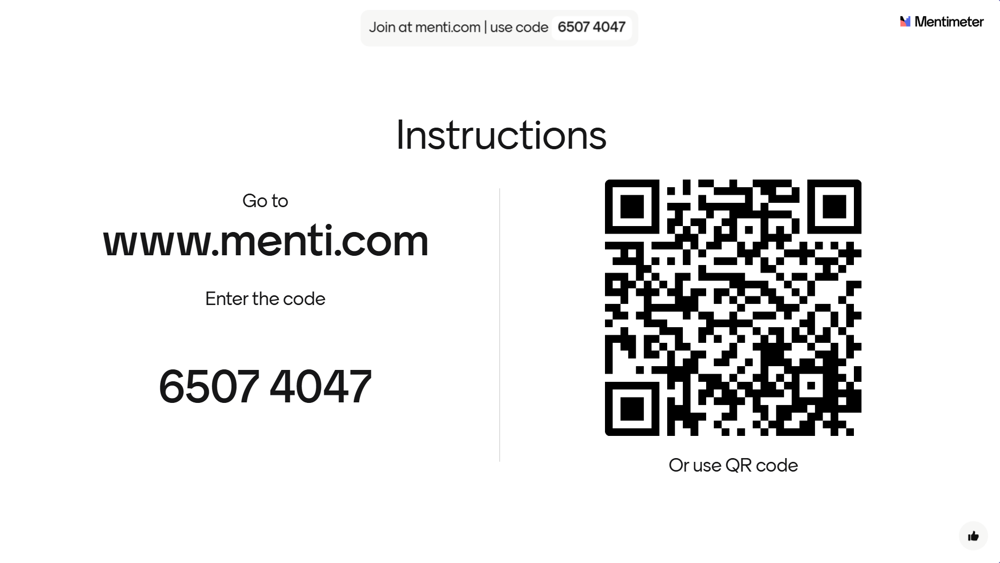 Join at menti.com | use code 6507 4047
Mentimeter
Instructions
Go to
www.menti.com
Enter the code
6507 4047
Or use QR code